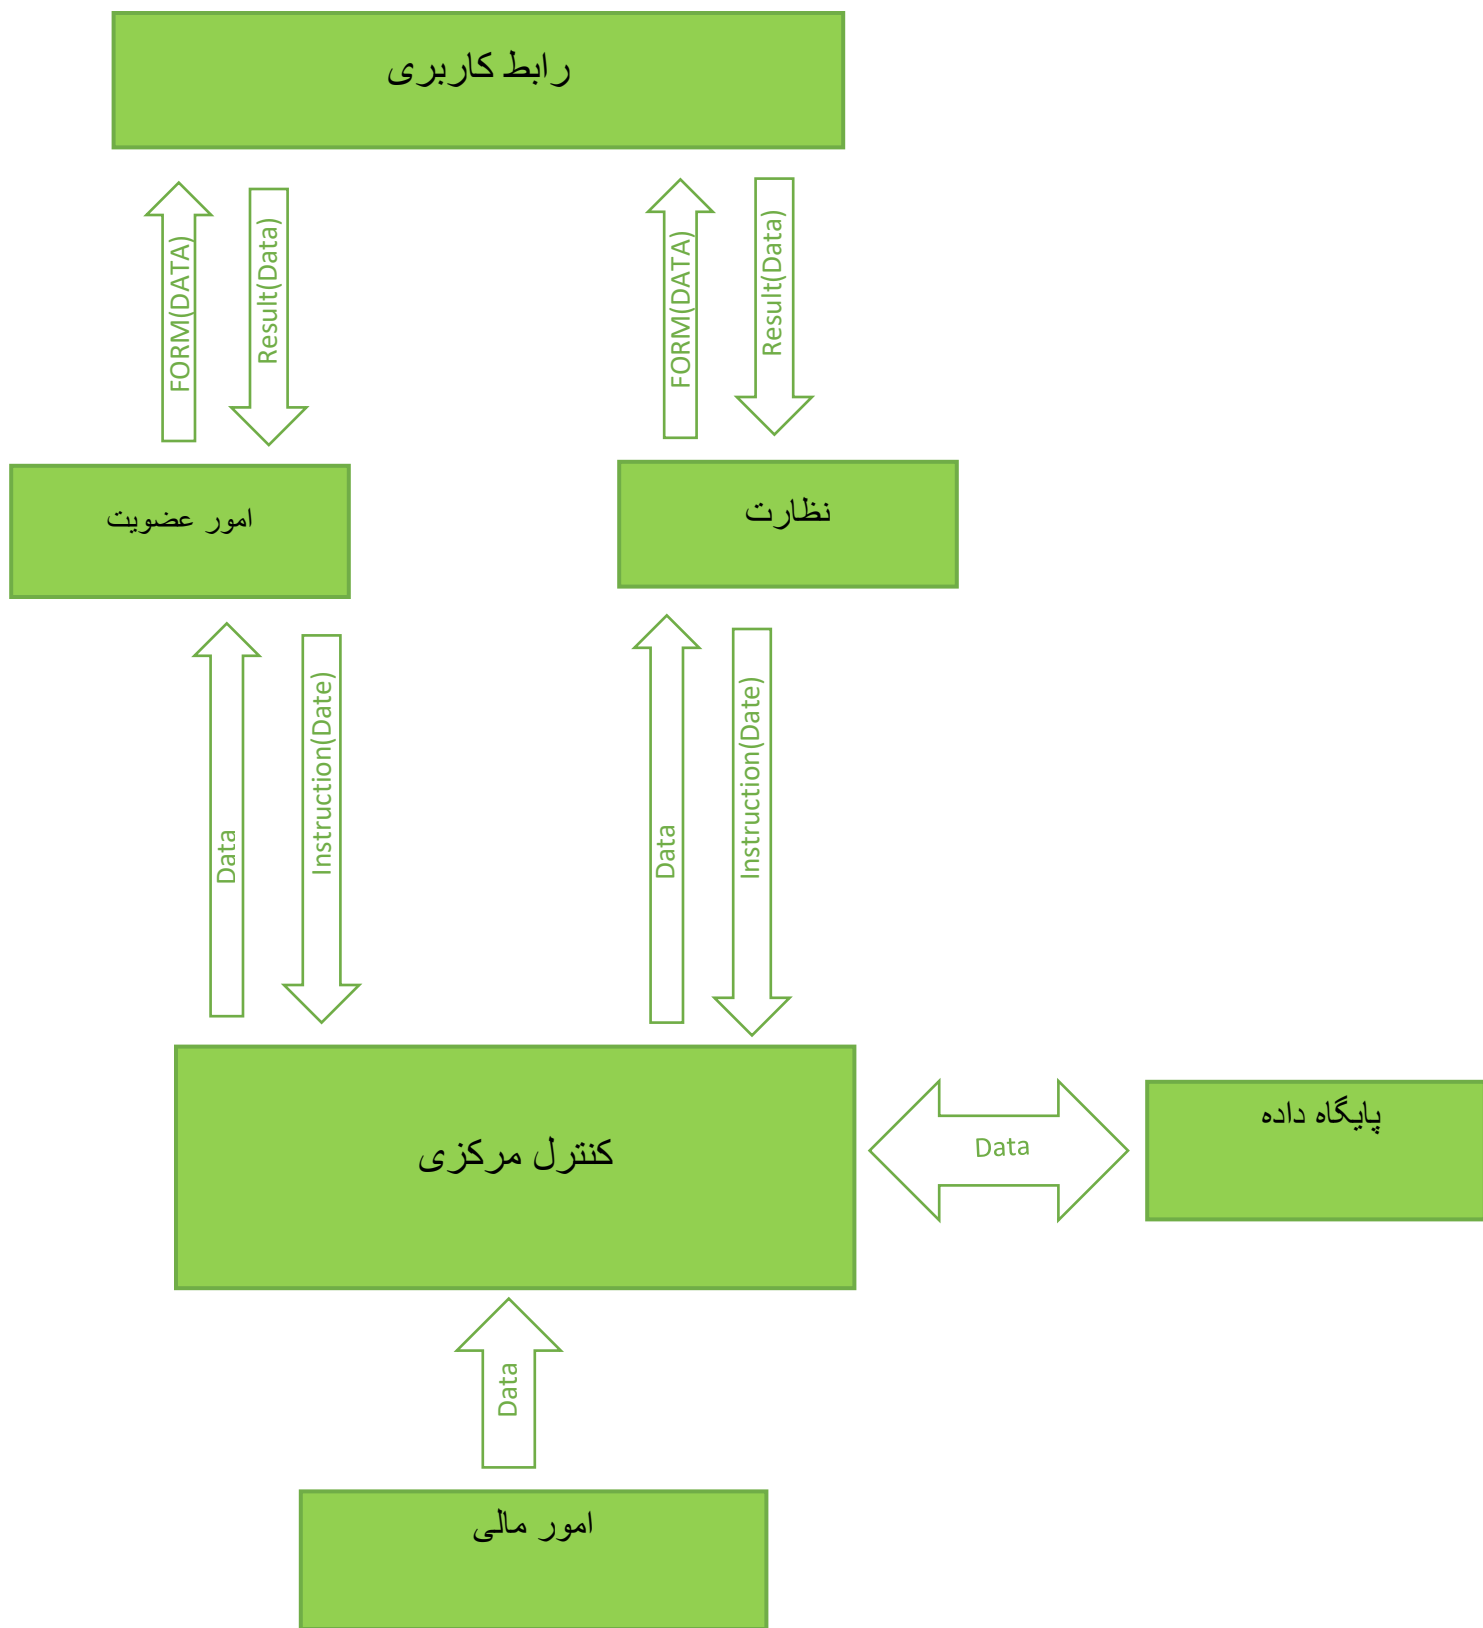 رابط کاربری
FORM(DATA)
Result(Data)
FORM(DATA)
Result(Data)
امور عضویت
نظارت
Data
Instruction(Date)
Data
Instruction(Date)
کنترل مرکزی
Data
پایگاه داده
Data
امور مالی